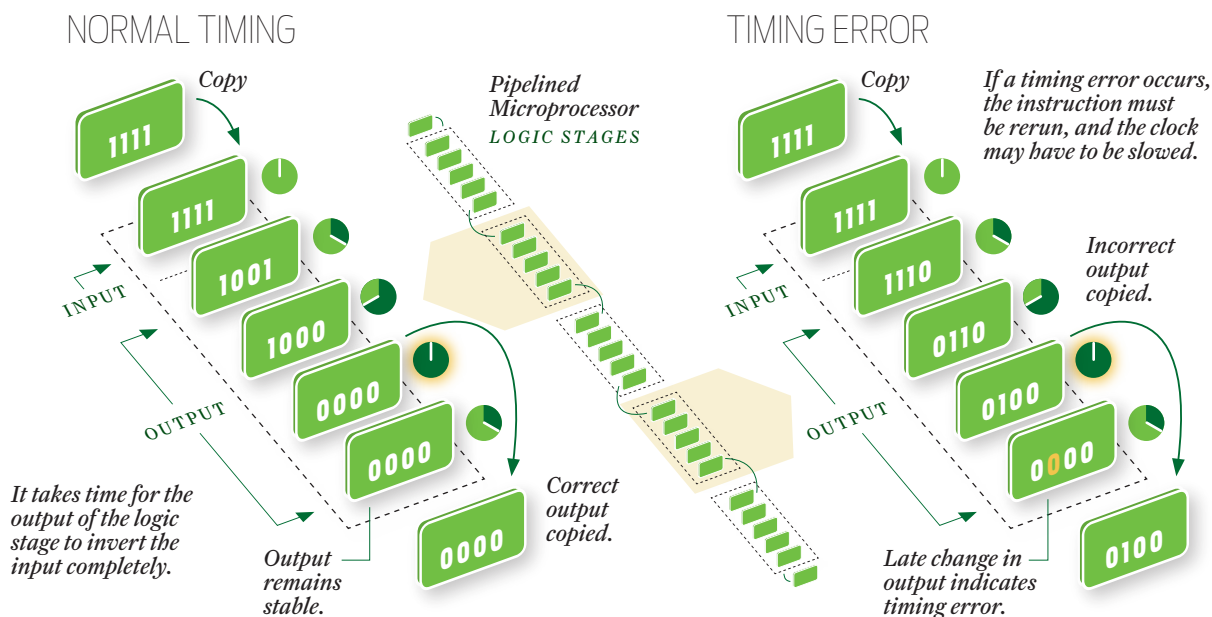 NORMAL TIMING
Copy
1111
1111
1001
1000
0000
0000
0000
INPUT
OUTPUT
It takes time for the
output of the logic
stage to invert the
input completely.
Output
remains
stable.
Correct
output
copied.
Pipelined
Microprocessor
LOGIC STAGES
TIMING ERROR
Copy
If a timing error occurs,
the instruction must
be rerun, and the clock
may have to be slowed.
1111
1111
1110
0110
0100
0000
0100
INPUT
OUTPUT
Incorrect
output
copied.
Late change in
output indicates
timing error.